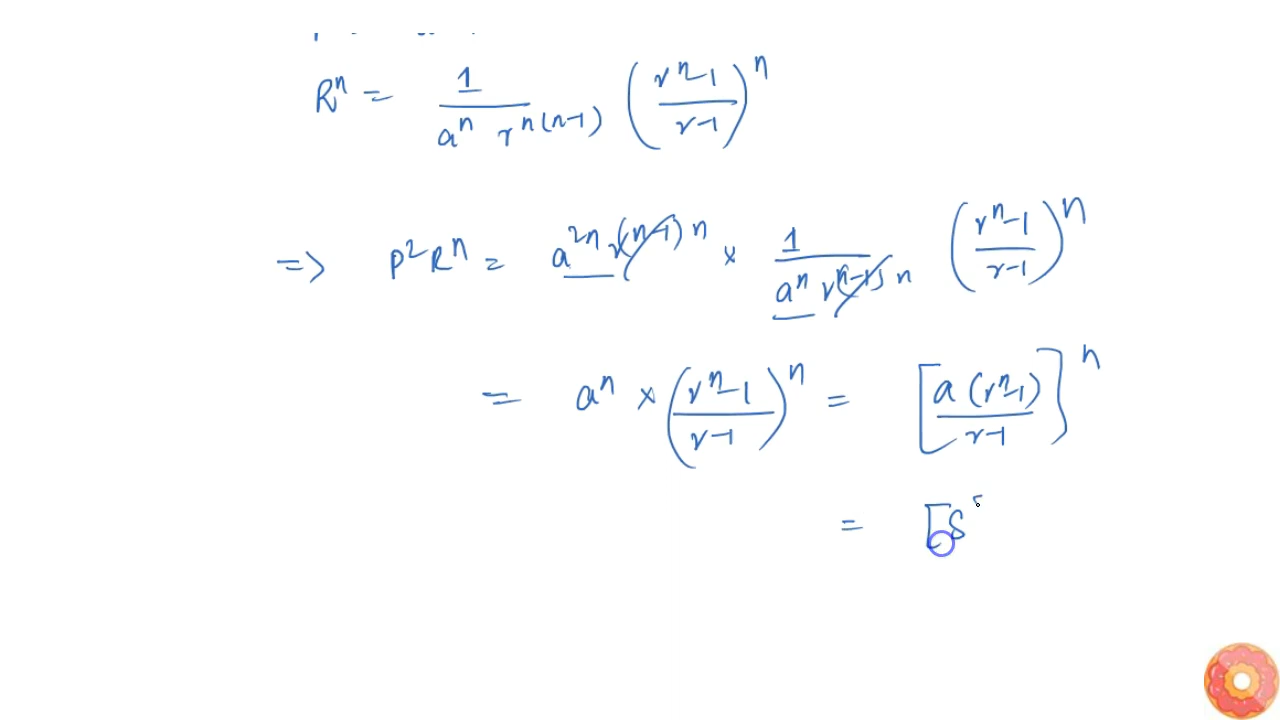 Rⁿ = 1 / (aⁿ r^(n(n-1))) ((rⁿ-1)/(r-1))ⁿ
=> P²Rⁿ = a²ⁿ r^((n-1)n) × 1 / (aⁿ r^((n-1)n)) ((rⁿ-1)/(r-1))ⁿ
= aⁿ × ((rⁿ-1)/(r-1))ⁿ = [a(rⁿ-1)/(r-1)]ⁿ
= [S